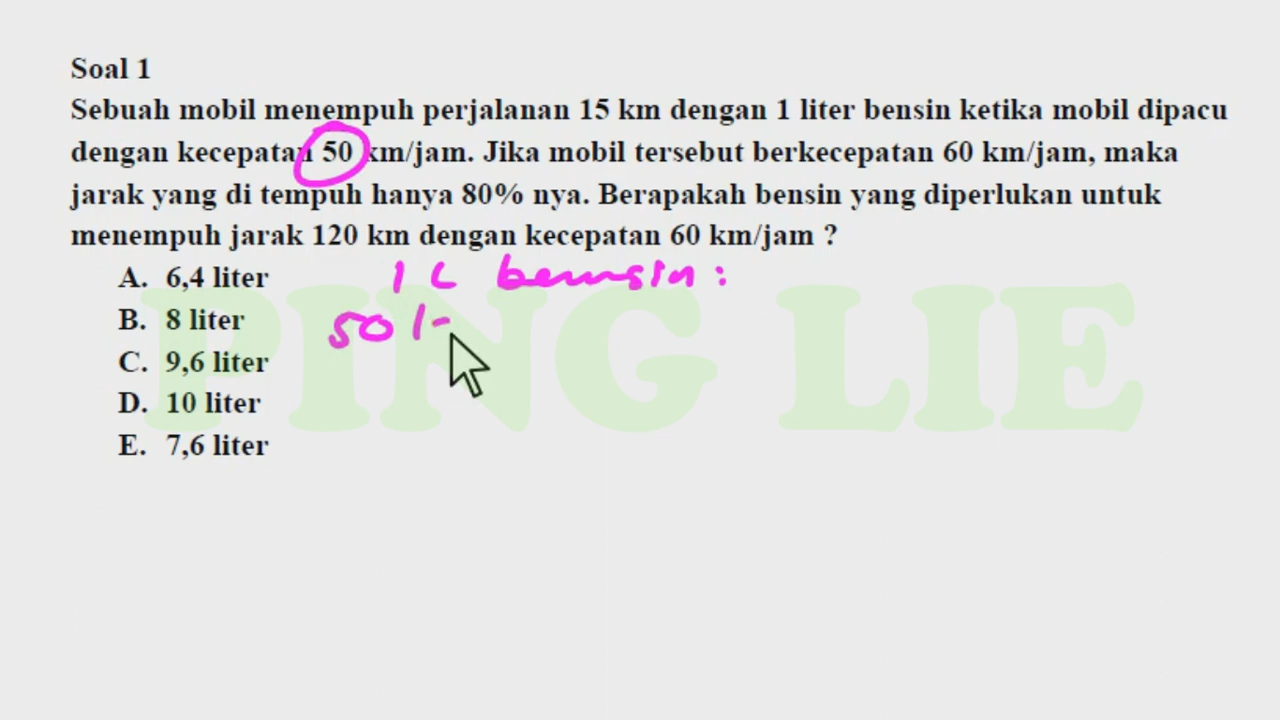 Soal 1
Sebuah mobil menempuh perjalanan 15 km dengan 1 liter bensin ketika mobil dipacu
dengan kecepatan 50 km/jam. Jika mobil tersebut berkecepatan 60 km/jam, maka
jarak yang di tempuh hanya 80% nya. Berapakah bensin yang diperlukan untuk
menempuh jarak 120 km dengan kecepatan 60 km/jam ?
A. 6,4 liter
1 L bensin :
B. 8 liter
50
C. 9,6 liter
D. 10 liter
E. 7,6 liter
PING LIE